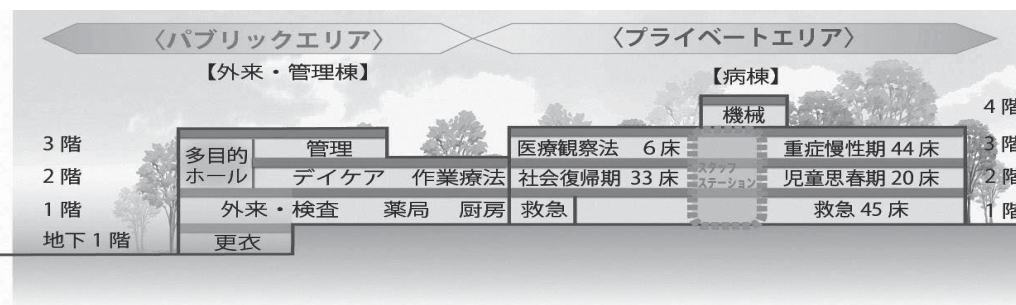 〈パブリックエリア〉 〈プライベートエリア〉
【外来・管理棟】 【病棟】
機械 4階
3階 多目的ホール 管理 医療観察法 6床 重症慢性期 44床 3階
2階 デイケア 作業療法 社会復帰期 33床 スタッフステーション 児童思春期 20床 2階
1階 外来・検査 薬局 厨房 救急 救急 45床 1階
地下1階 更衣